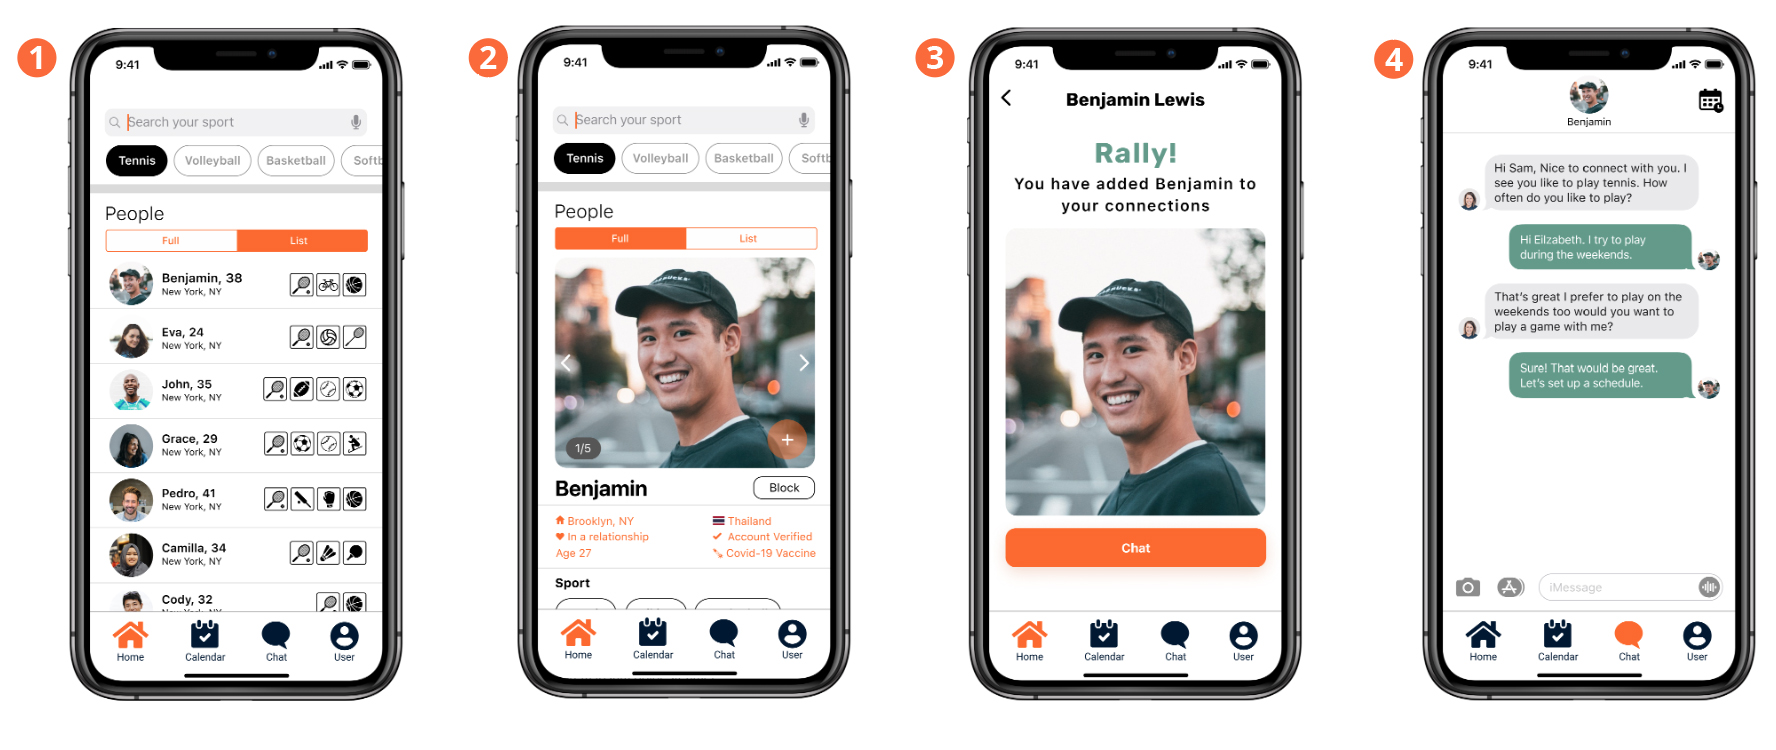 1
9:41
Search your sport
Tennis
Volleyball
Basketball
Softb
People
Full
List
Benjamin, 38
New York, NY
Eva, 24
New York, NY
John, 35
New York, NY
Grace, 29
New York, NY
Pedro, 41
New York, NY
Camilla, 34
New York, NY
Cody, 32
New York, NY
Home
Calendar
Chat
User
2
9:41
Search your sport
Tennis
Volleyball
Basketball
Softb
People
Full
List
1/5
+
Benjamin
Block
Brooklyn, NY
Thailand
In a relationship
Account Verified
Age 27
Covid-19 Vaccine
Sport
Home
Calendar
Chat
User
3
9:41
Benjamin Lewis
Rally!
You have added Benjamin to
your connections
Chat
Home
Calendar
Chat
User
4
9:41
Benjamin
Hi Sam, Nice to connect with you. I
see you like to play tennis. How
often do you like to play?
Hi Eilzabeth. I try to play
during the weekends.
That's great I prefer to play on the
weekends too would you want to
play a game with me?
Sure! That would be great.
Let's set up a schedule.
iMessage
Home
Calendar
Chat
User